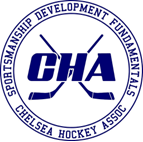 SPORTSMANSHIP DEVELOPMENT FUNDAMENTALS
CHA
CHELSEA HOCKEY ASSOC